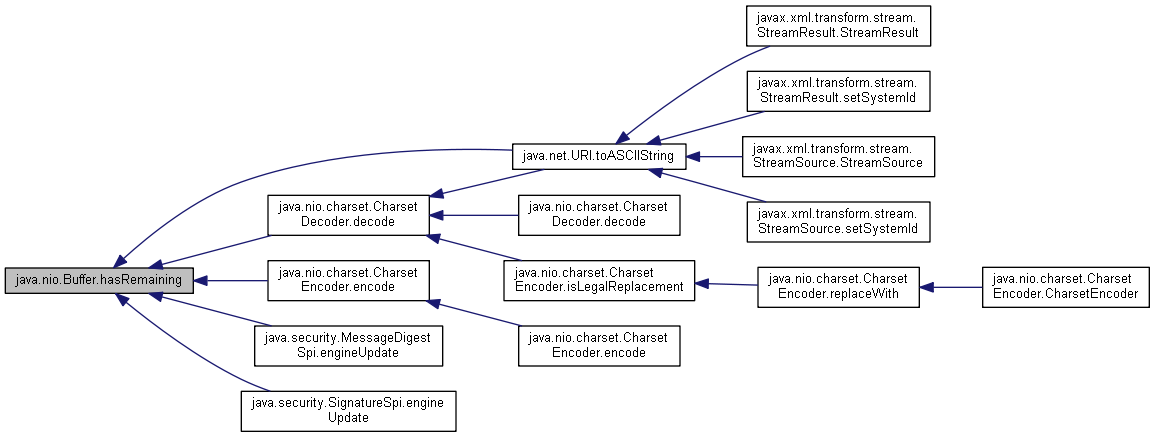 javax.xml.transform.stream.
StreamResult.StreamResult
javax.xml.transform.stream.
StreamResult.setSystemId
java.net.URI.toASCIIString
javax.xml.transform.stream.
StreamSource.StreamSource
java.nio.charset.Charset
Decoder.decode
java.nio.charset.Charset
Decoder.decode
javax.xml.transform.stream.
StreamSource.setSystemId
java.nio.Buffer.hasRemaining
java.nio.charset.Charset
Encoder.encode
java.nio.charset.Charset
Encoder.isLegalReplacement
java.nio.charset.Charset
Encoder.replaceWith
java.nio.charset.Charset
Encoder.CharsetEncoder
java.security.MessageDigest
Spi.engineUpdate
java.nio.charset.Charset
Encoder.encode
java.security.SignatureSpi.engine
Update